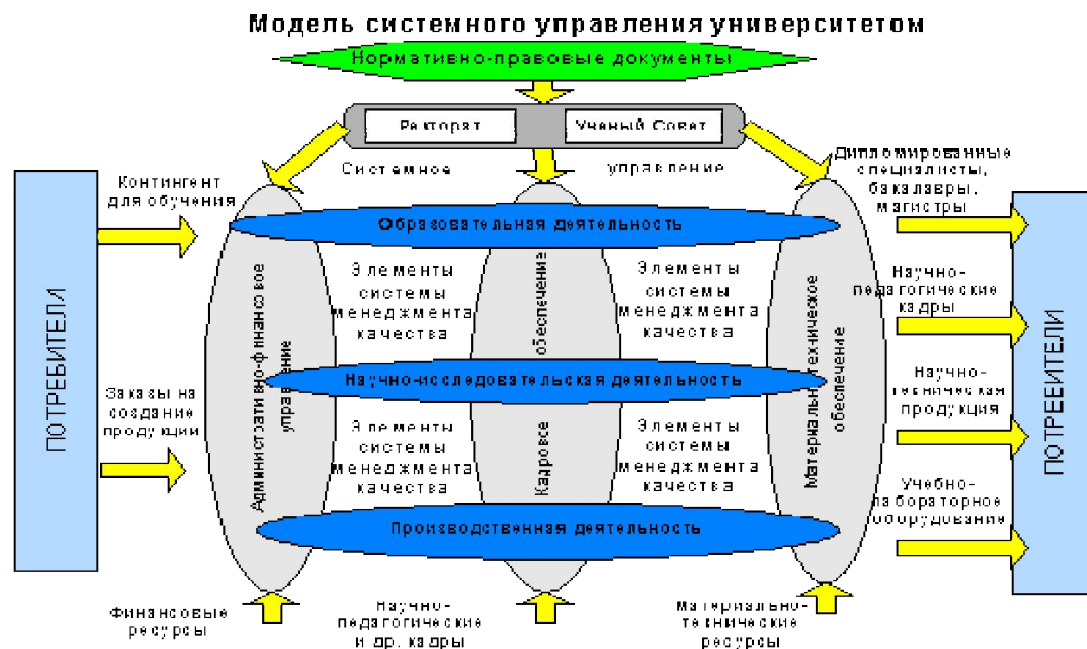 Модель системного управления университетом
Нормативно-правовые документы
Ректорат
Ученый Совет
Системное
управление
Дипломированные
специалисты,
бакалавры,
магистры
Контингент
для обучения
Образовательная деятельность
ПОТРЕБИТЕЛИ
Административно-финансовое
управление
Элементы
системы
менеджмента
качества
Кадровое обеспечение
Элементы
системы
менеджмента
качества
Материально-техническое
обеспечение
Научно-
педагогические
кадры
ПОТРЕБИТЕЛИ
Научно-исследовательская деятельность
Научно-
техническая
продукция
Заказы на
создание
продукции
Элементы
системы
менеджмента
качества
Элементы
системы
менеджмента
качества
Учебно-
лабораторное
оборудование
Производственная деятельность
Финансовые
ресурсы
Научно-
педагогические
и др. кадры
Материально-
технические
ресурсы